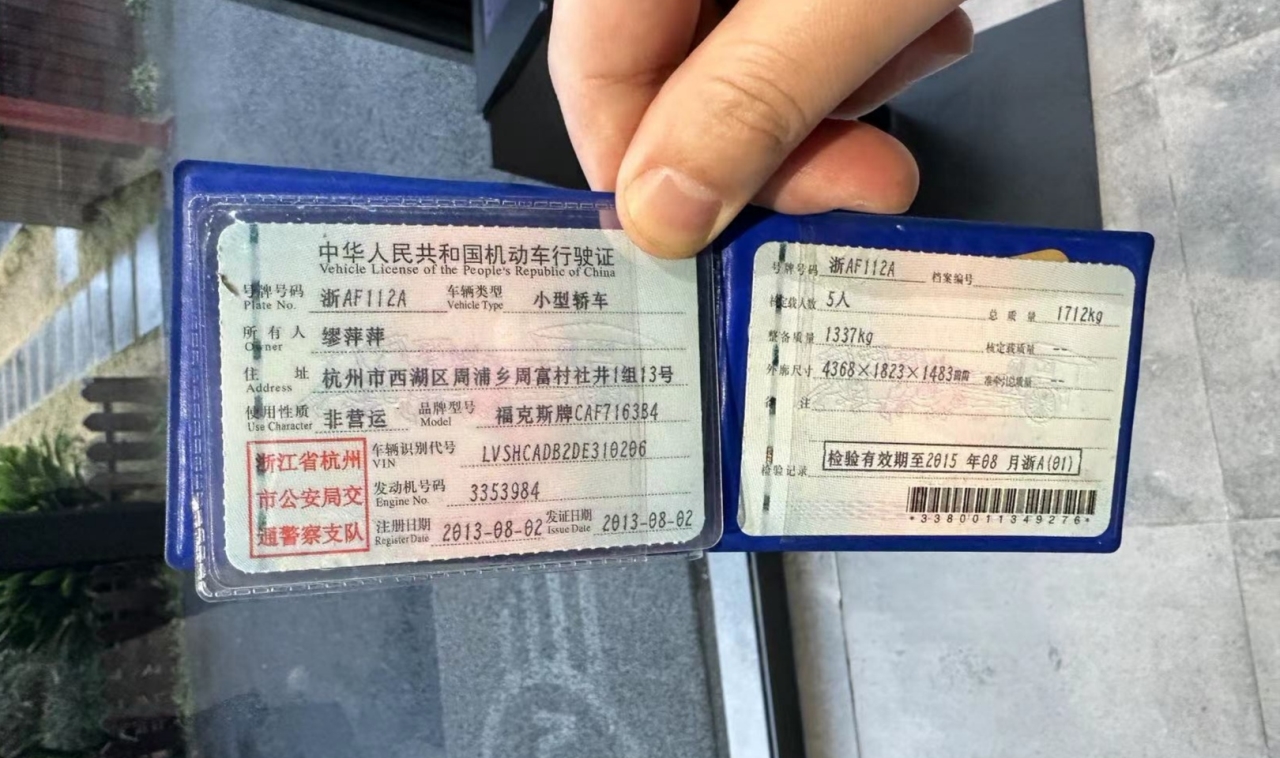 中华人民共和国机动车行驶证
Vehicle License of the People's Republic of China
号牌号码 浙AF112A 车辆类型 小型轿车
Plate No. Vehicle Type
所有人 缪萍萍
Owner
住址 杭州市西湖区周浦乡周富村社井1组13号
Address
使用性质 非营运 品牌型号 福克斯牌CAF7163B4
Use Character Model
浙江省杭州
市公安局交
通警察支队
车辆识别代号 LVSHCADB2DE310206
VIN
发动机号码 3353984
Engine No.
注册日期 2013-08-02 发证日期 2013-08-02
Register Date Issue Date
号牌号码 浙AF112A 档案编号
核定载人数 5人 总质量 1712kg
整备质量 1337kg 核定载质量 --
外廓尺寸 4368×1823×1483mm 准牵引总质量 --
备注
检验记录 检验有效期至2015 年08 月浙A(01)
*3380011349276*